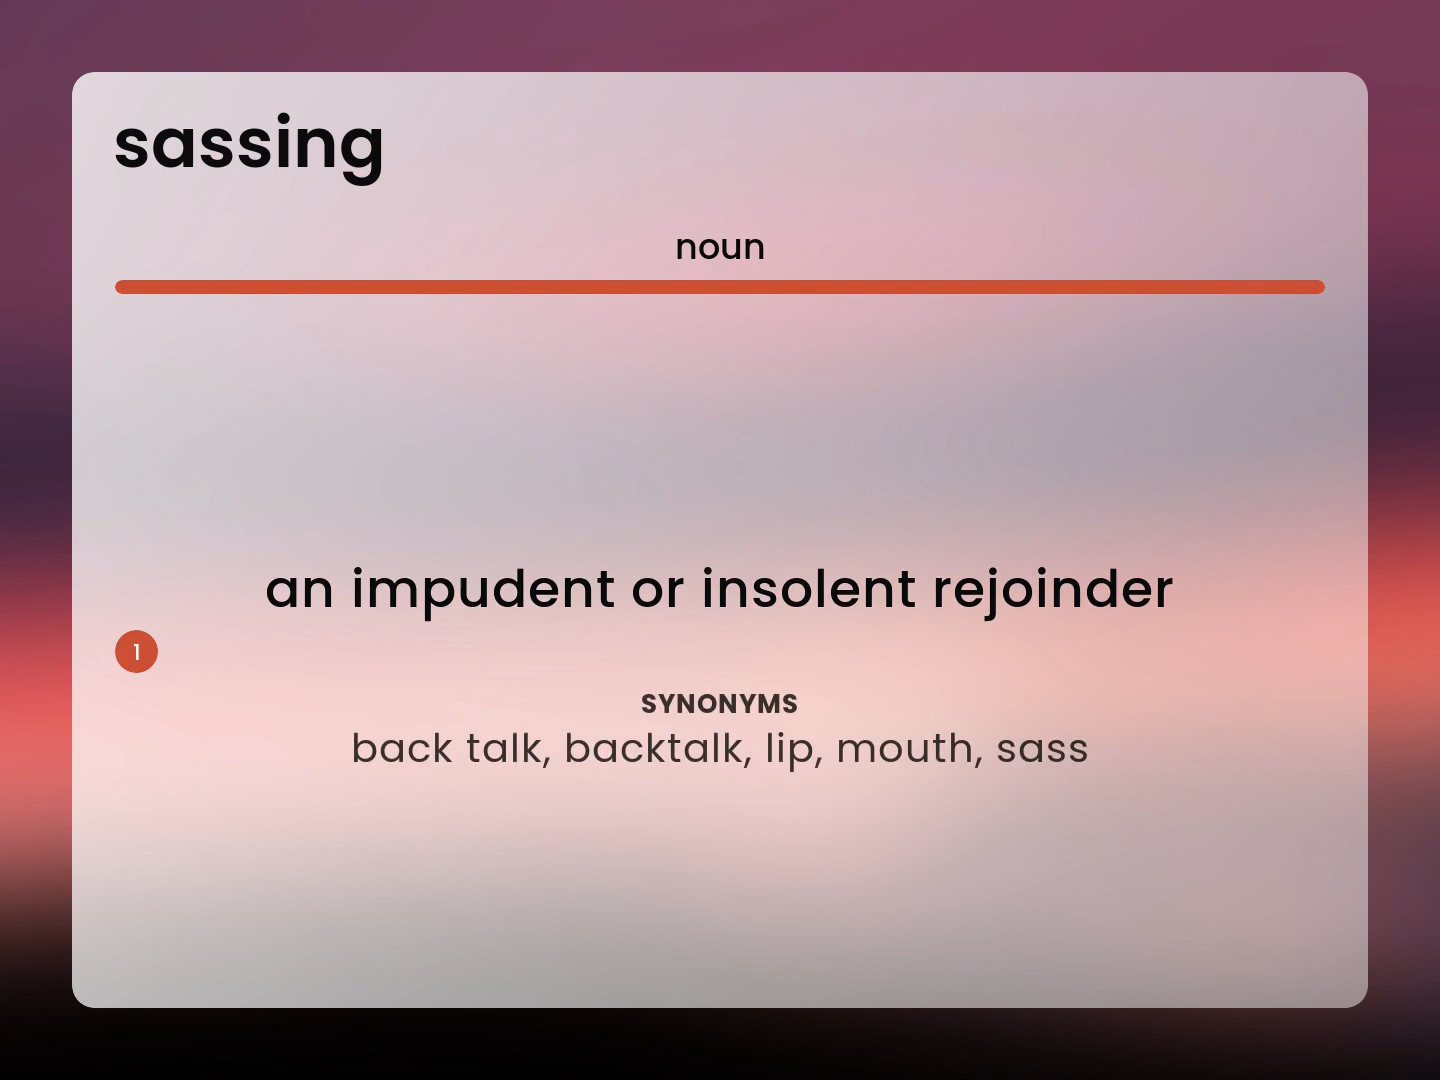 sassing
noun
an impudent or insolent rejoinder
1
SYNONYMS
back talk, backtalk, lip, mouth, sass